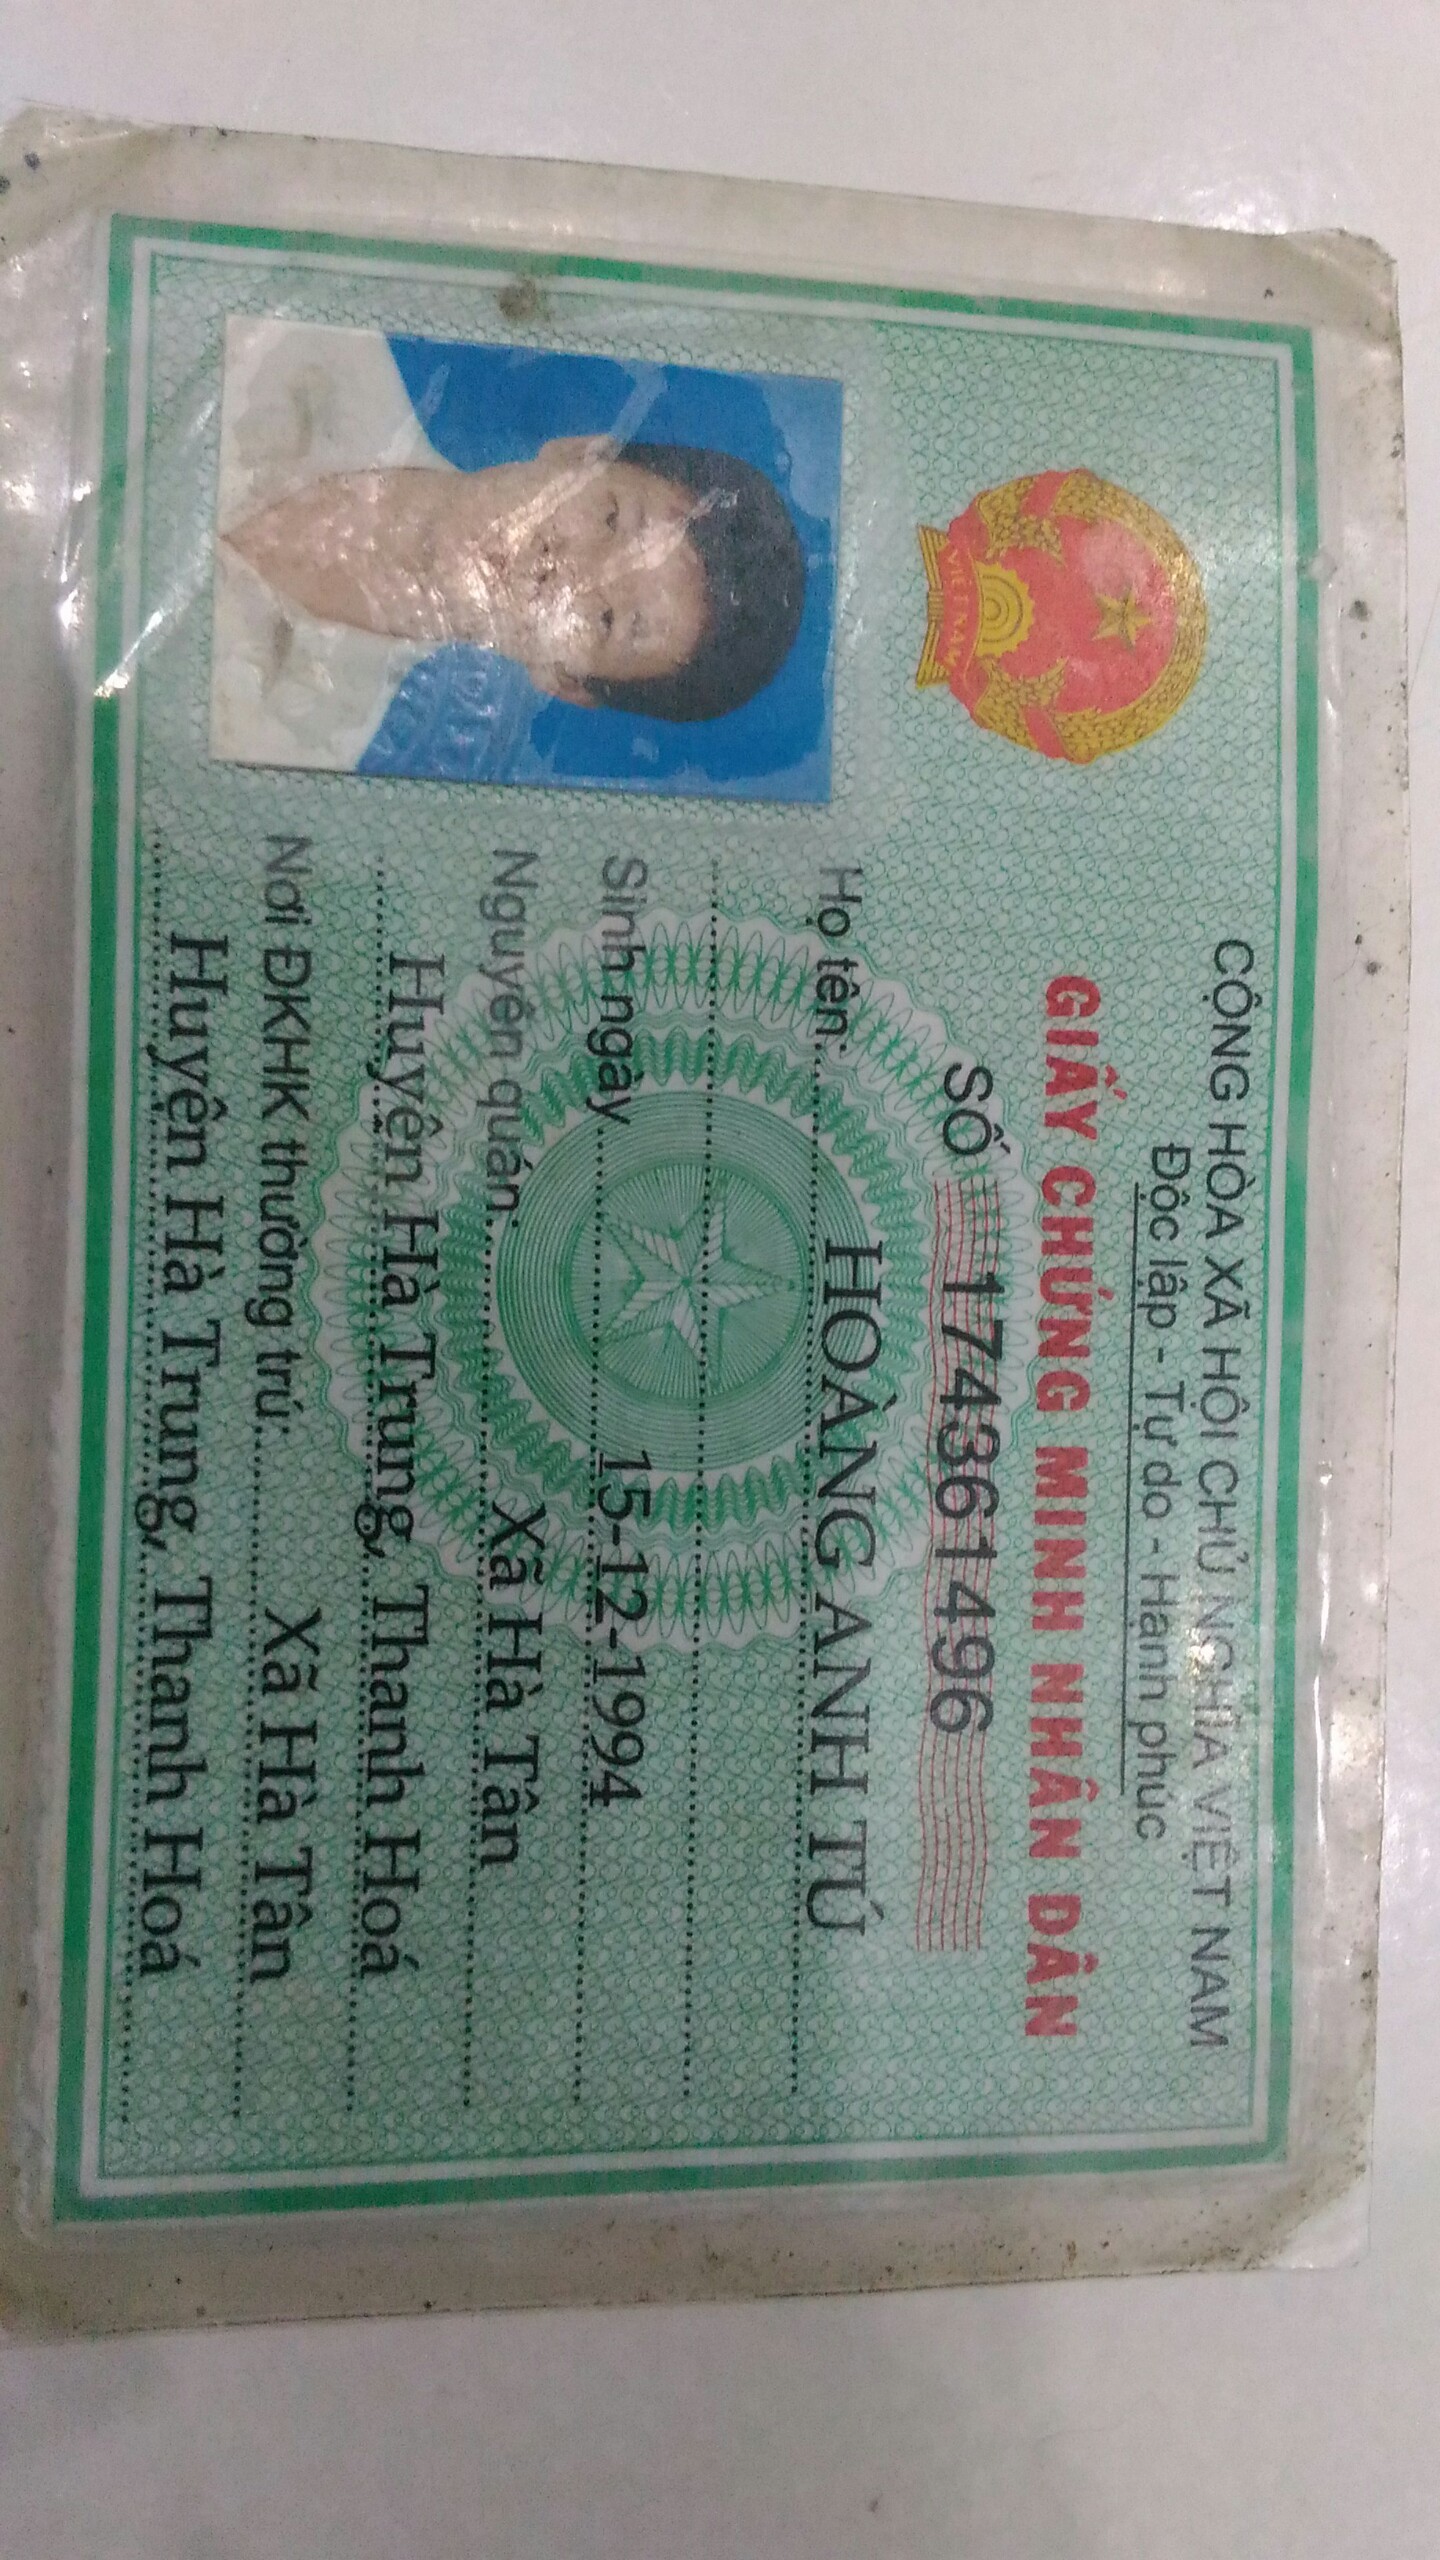 CỘNG HÒA XÃ HỘI CHỦ NGHĨA VIỆT NAM
Độc lập - Tự do - Hạnh phúc
GIẤY CHỨNG MINH NHÂN DÂN
SỐ 174361496
Họ tên: HOÀNG ANH TÚ
Sinh ngày 15-12-1994
Nguyên quán: Xã Hà Tân
Huyện Hà Trung, Thanh Hoá
Nơi ĐKHK thường trú: Xã Hà Tân
Huyện Hà Trung, Thanh Hoá
VIỆT NAM